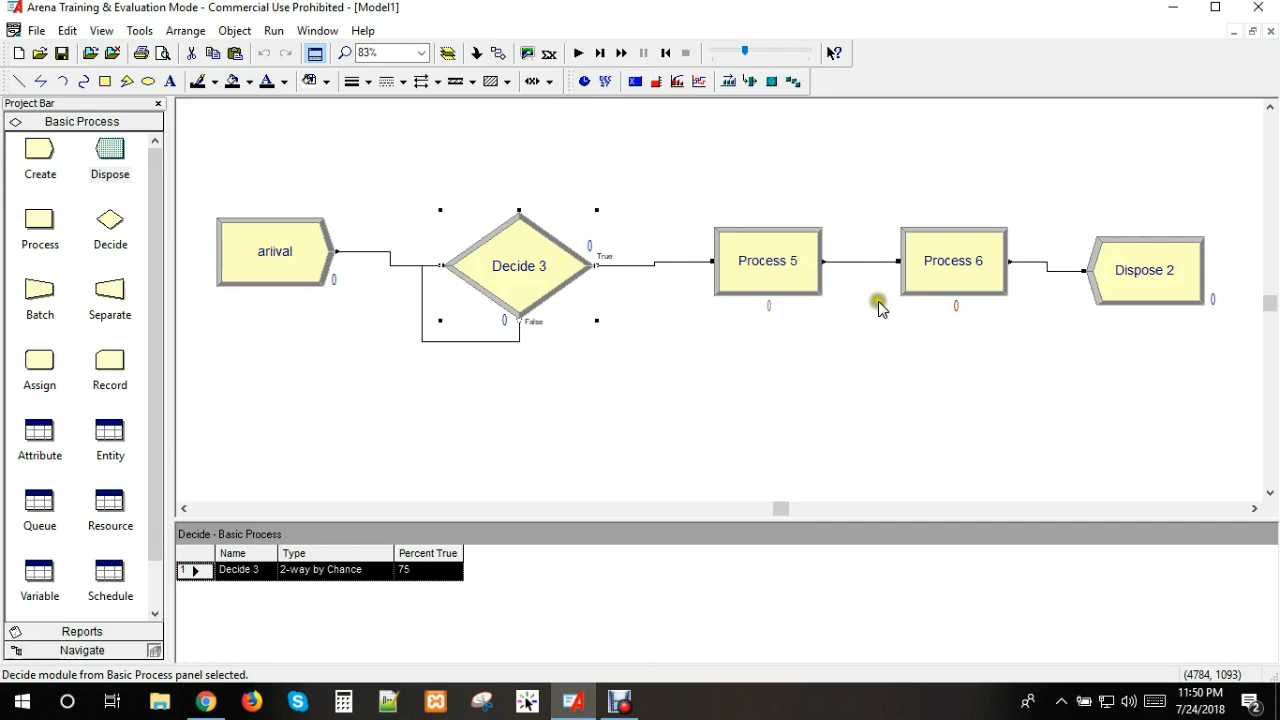 Arena Training & Evaluation Mode - Commercial Use Prohibited - [Model1]
File Edit View Tools Arrange Object Run Window Help
83%
Project Bar
Basic Process
Create Dispose
Process Decide
Batch Separate
Assign Record
Attribute Entity
Queue Resource
Variable Schedule
Reports
Navigate
ariival
0
Decide 3
0
True
0
False
Process 5
0
Process 6
0
Dispose 2
0
Decide - Basic Process
Name Type Percent True
1 Decide 3 2-way by Chance 75
Decide module from Basic Process panel selected.
(4784, 1093)
11:50 PM
7/24/2018
2